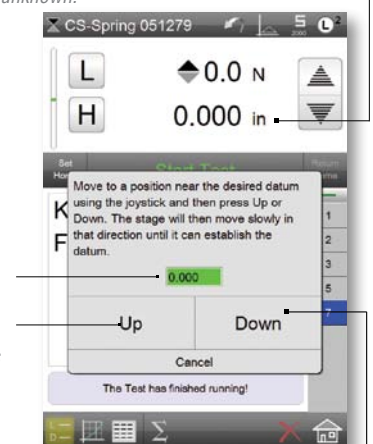 unknown.
CS-Spring 051279
5
2000
L2
L
0.0 N
H
0.000 in
Set
Start Test
K
F
Move to a position near the desired datum
using the joystick and then press Up or
Down. The stage will then move slowly in
that direction until it can establish the
datum.
0.000
Up
Down
Cancel
1
2
3
5
7
The Test has finished running!
L
D
Σ